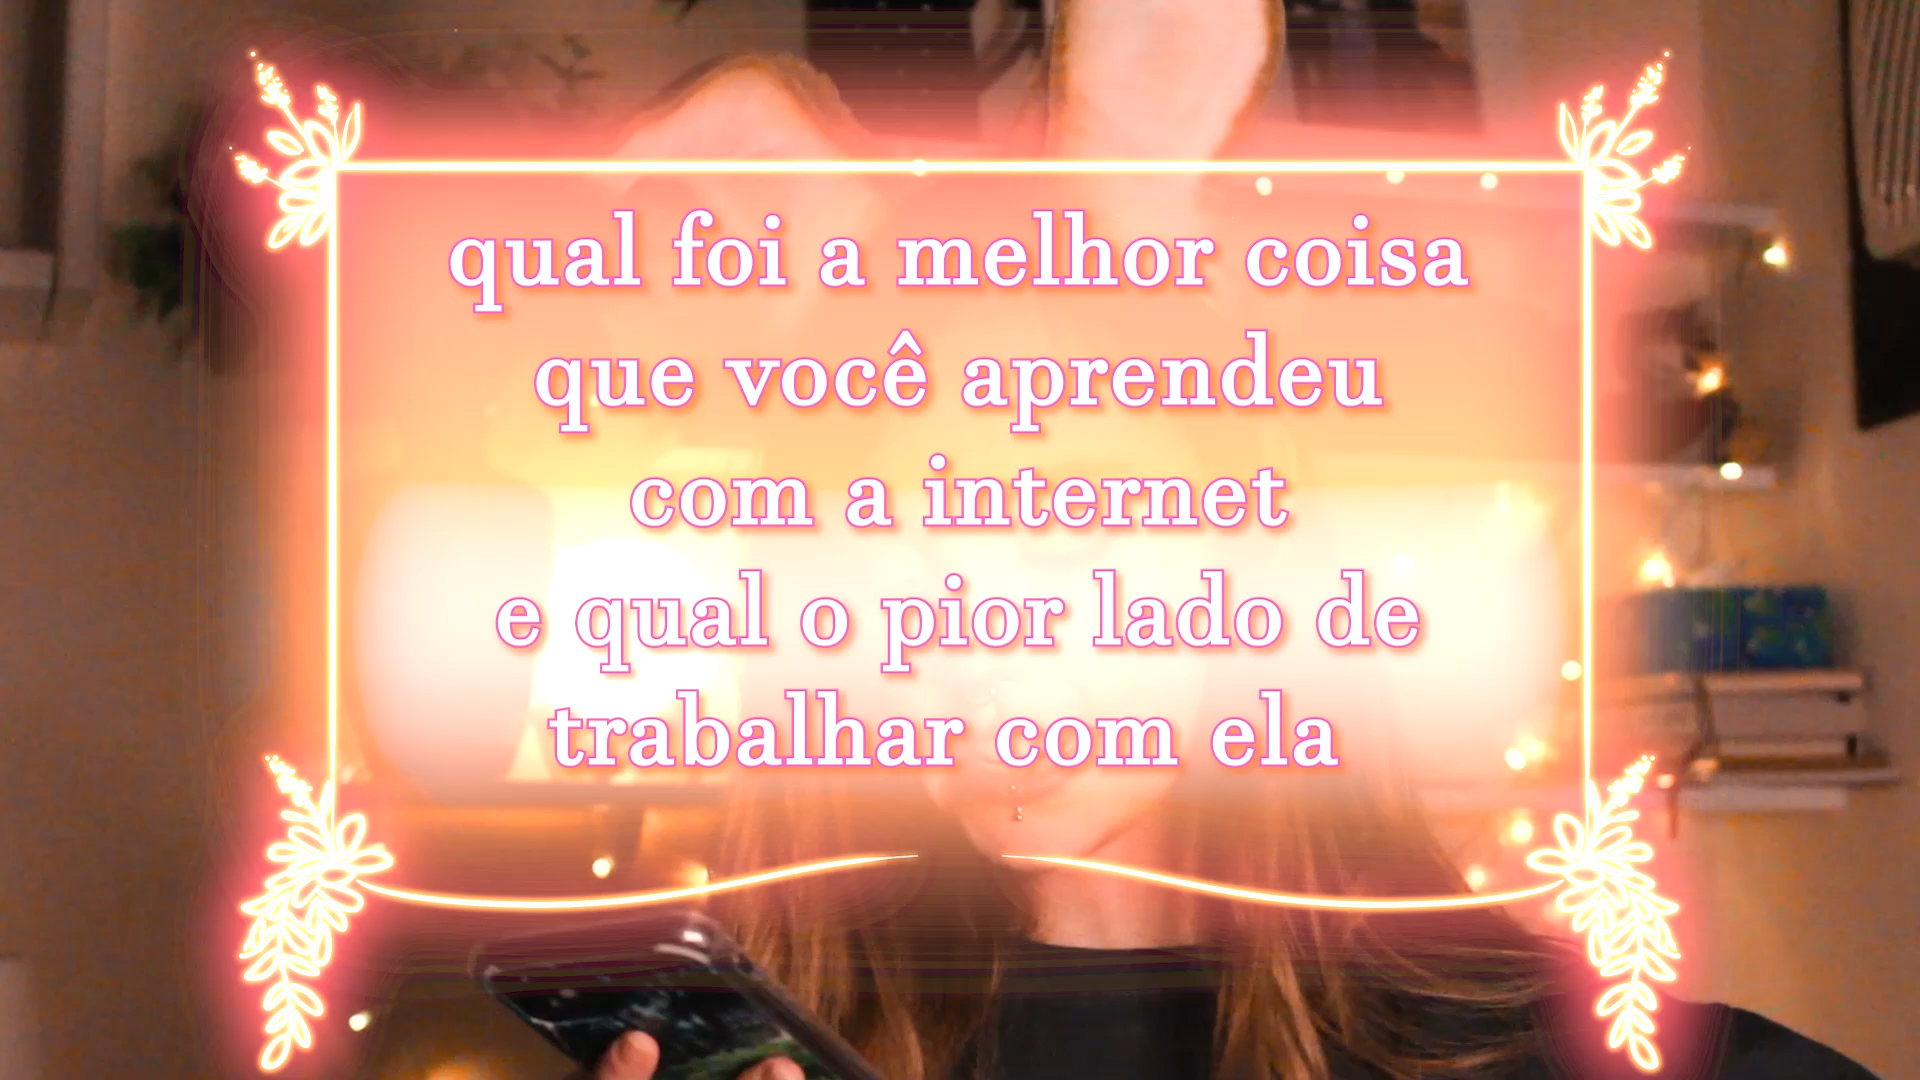 qual foi a melhor coisa
que você aprendeu
com a internet
e qual o pior lado de
trabalhar com ela